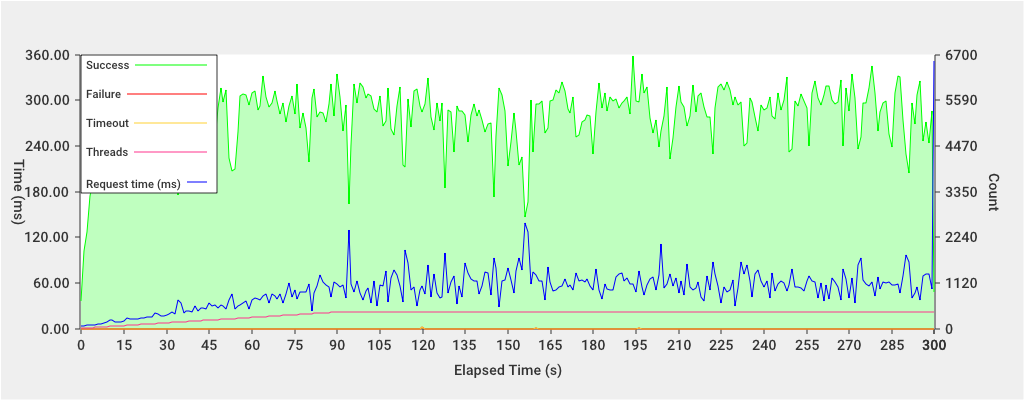 360.00
300.00
240.00
180.00
120.00
60.00
0.00
Time (ms)
Success
Failure
Timeout
Threads
Request time (ms)
6700
5590
4470
3350
2240
1120
0
Count
0 15 30 45 60 75 90 105 120 135 150 165 180 195 210 225 240 255 270 285 300
Elapsed Time (s)